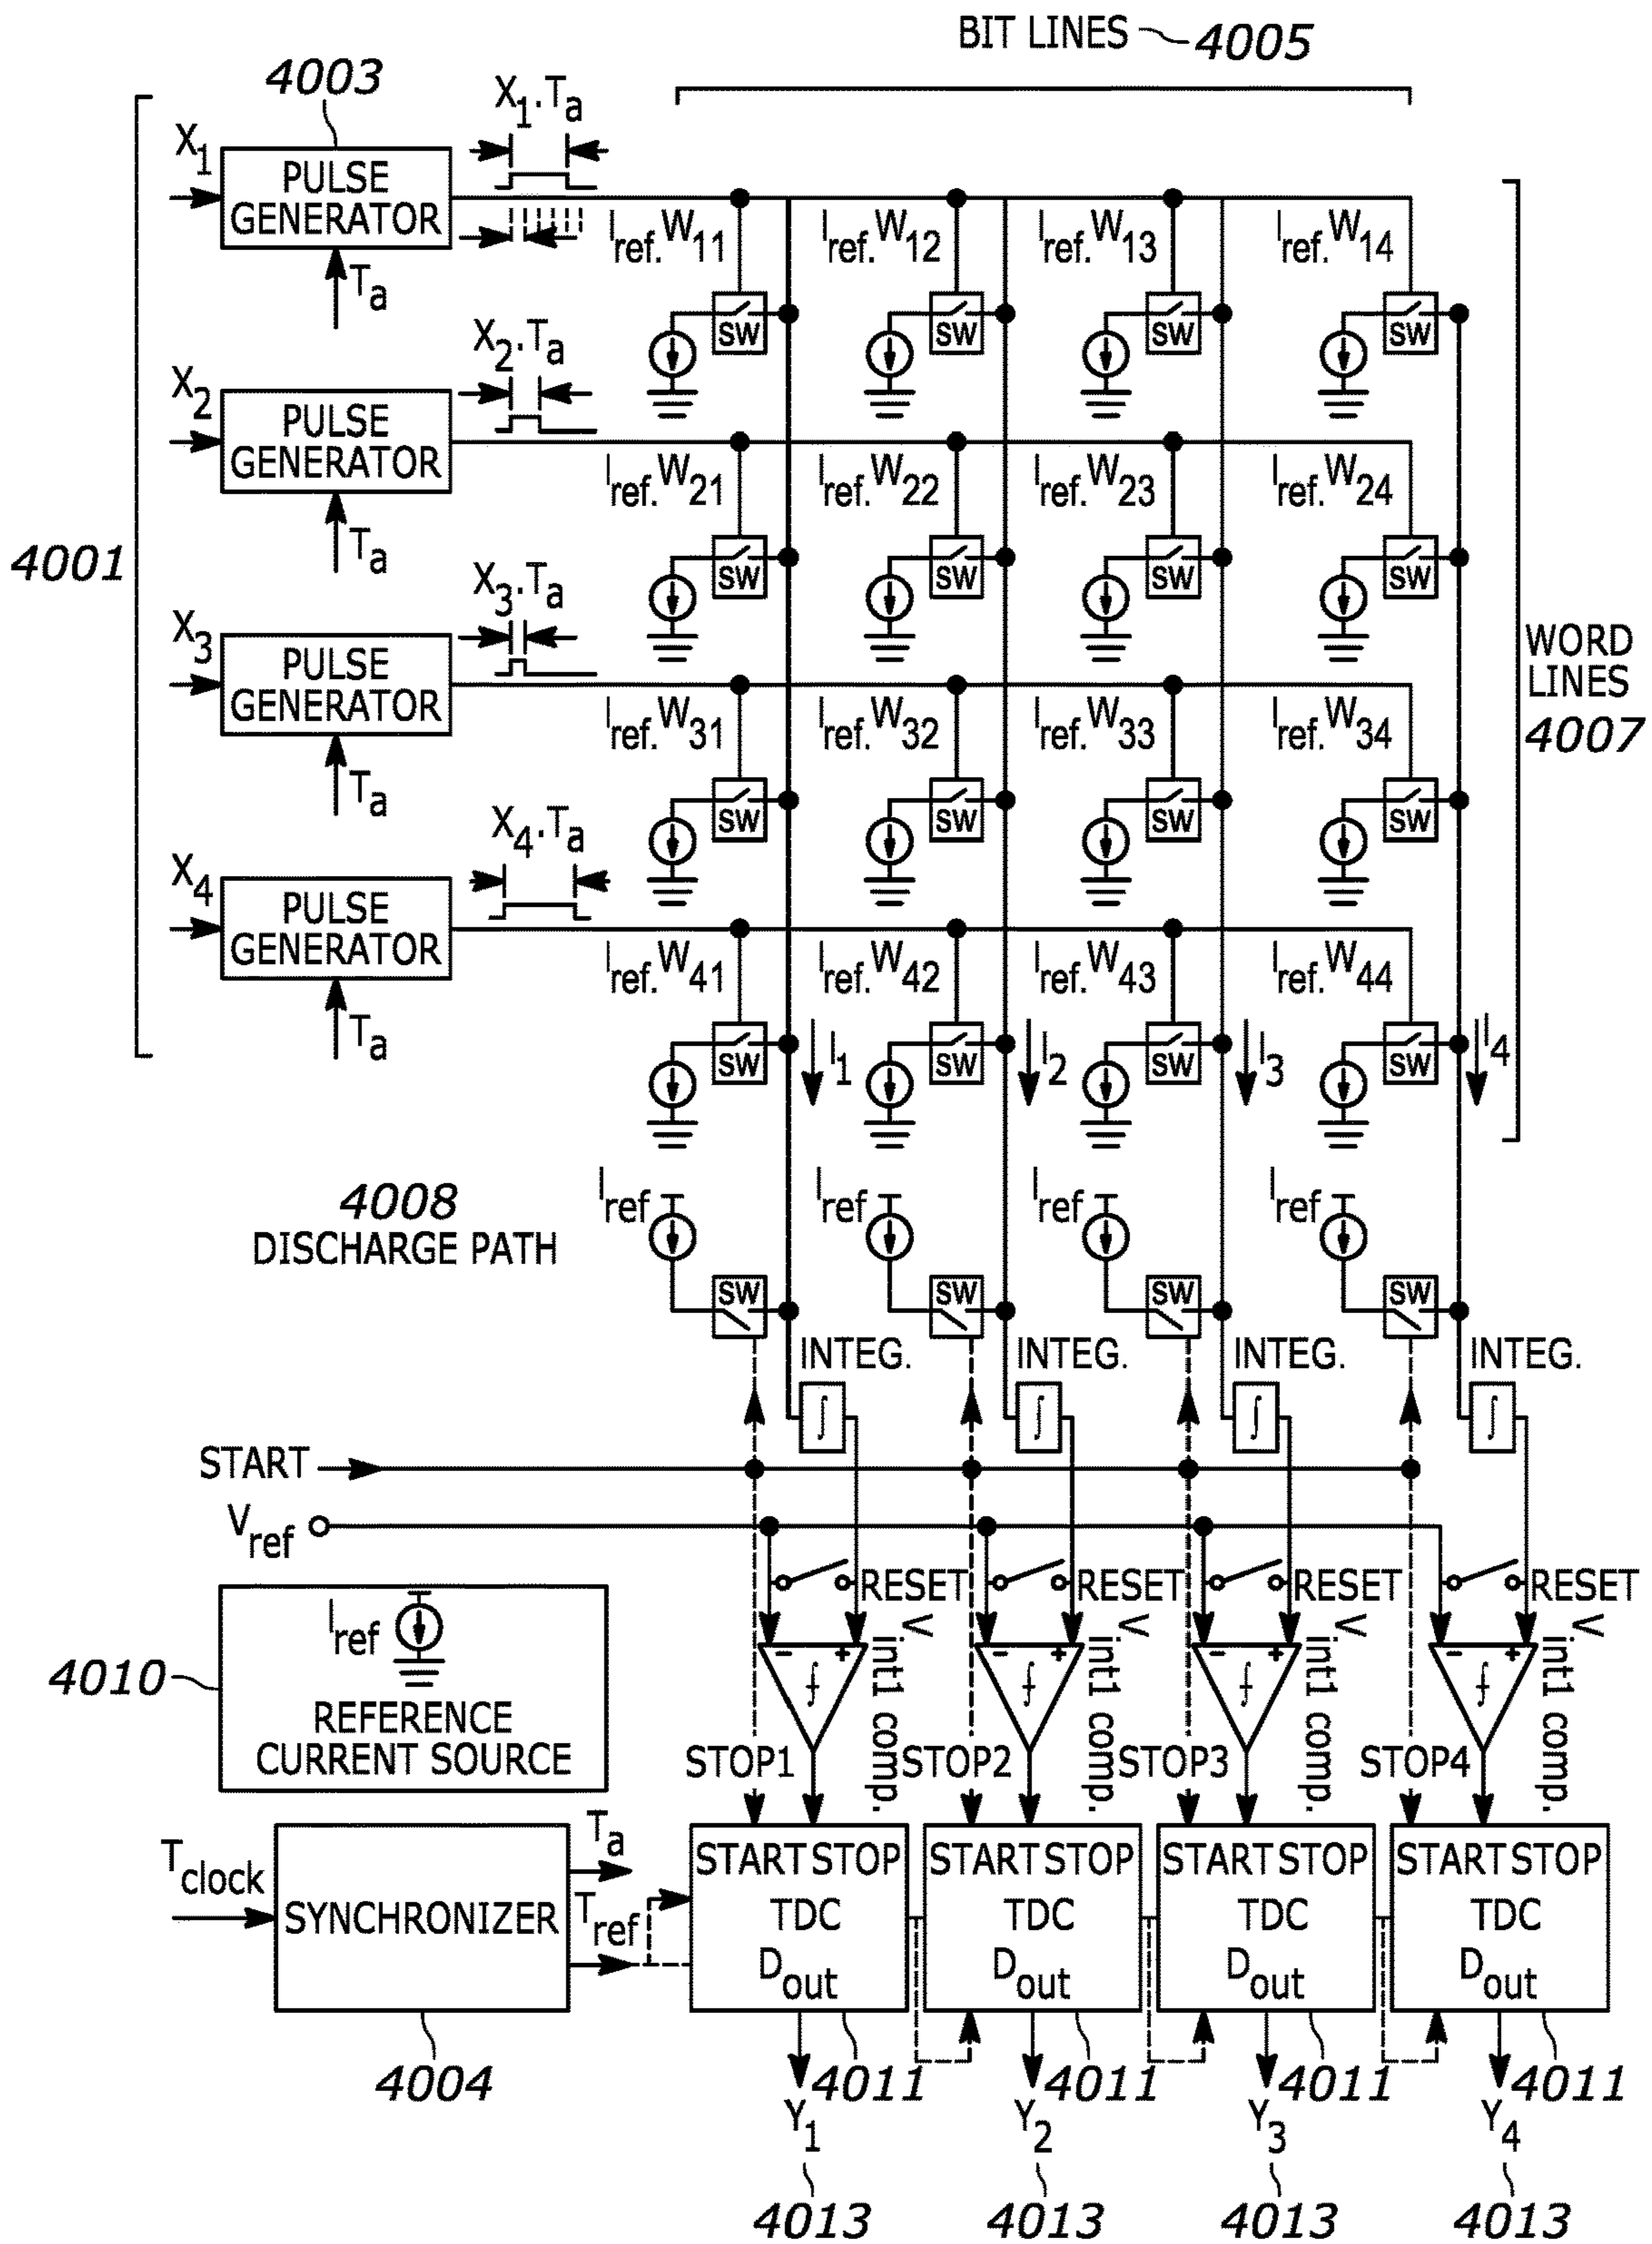 BIT LINES 4005
4003
X1.Ta
X1
PULSE
GENERATOR
Ta
Iref.W11 Iref.W12 Iref.W13 Iref.W14
SW SW SW SW
X2.Ta
X2
PULSE
GENERATOR
Ta
Iref.W21 Iref.W22 Iref.W23 Iref.W24
SW SW SW SW
4001
X3.Ta
X3
PULSE
GENERATOR
Ta
Iref.W31 Iref.W32 Iref.W33 Iref.W34
SW SW SW SW
WORD
LINES
4007
X4.Ta
X4
PULSE
GENERATOR
Ta
Iref.W41 Iref.W42 Iref.W43 Iref.W44
SW SW SW SW
I1 I2 I3 I4
4008
DISCHARGE PATH
Iref Iref Iref Iref
SW SW SW SW
INTEG. INTEG. INTEG. INTEG.
∫ ∫ ∫ ∫
START
Vref
RESET RESET RESET RESET
- + - + - + - +
V int1 comp. V int1 comp. V int1 comp. V int1 comp.
Iref
4010
REFERENCE
CURRENT SOURCE
STOP1 STOP2 STOP3 STOP4
Tclock
SYNCHRONIZER
Ta
Tref
START STOP START STOP START STOP START STOP
TDC TDC TDC TDC
Dout Dout Dout Dout
4004
4011 4011 4011 4011
Y1 Y2 Y3 Y4
4013 4013 4013 4013